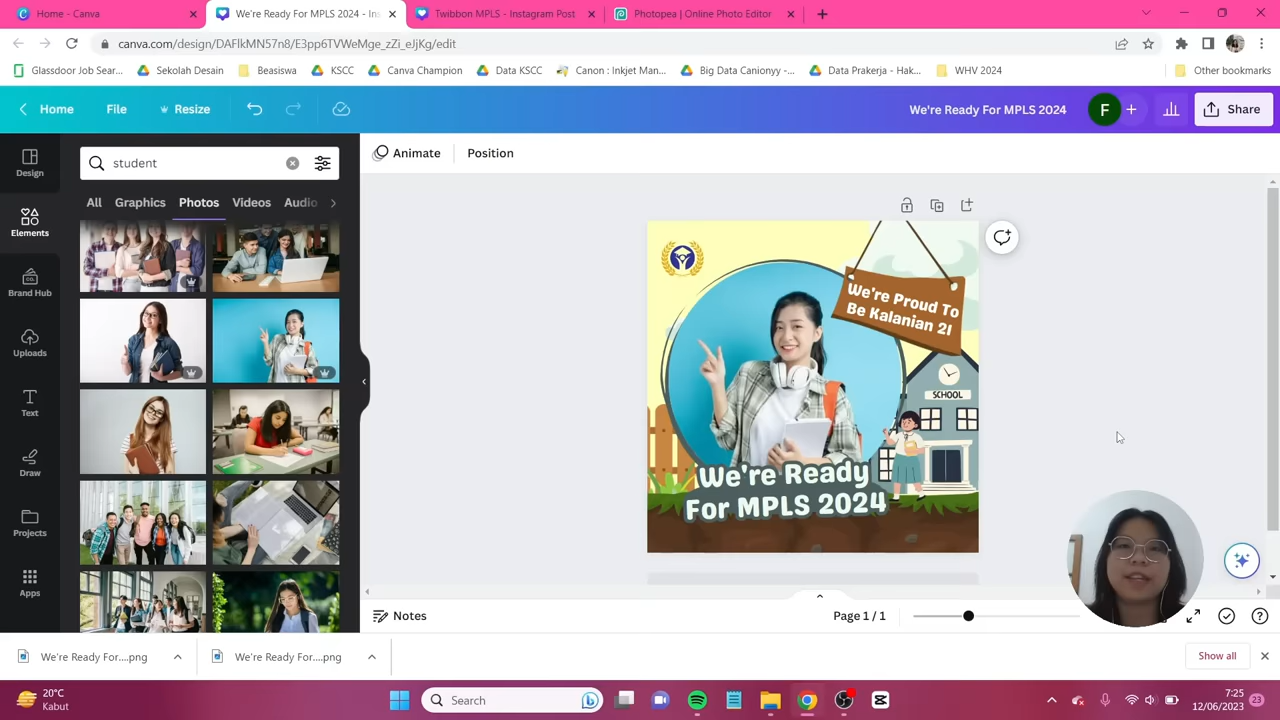 Home - Canva
We're Ready For MPLS 2024 - Ins
Twibbon MPLS - Instagram Post
Photopea | Online Photo Editor
canva.com/design/DAFlkMN57n8/E3pp6TVWeMge_zZi_eJjKg/edit
Glassdoor Job Sear...
Sekolah Desain
Beasiswa
KSCC
Canva Champion
Data KSCC
Canon : Inkjet Man...
Big Data Canionyy -...
Data Prakerja - Hak...
WHV 2024
Other bookmarks
Home
File
Resize
We're Ready For MPLS 2024
F
Share
Design
Elements
Brand Hub
Uploads
Text
Draw
Projects
Apps
student
All
Graphics
Photos
Videos
Audio
Animate
Position
We're Proud To
Be Kalanian 21
SCHOOL
We're Ready
For MPLS 2024
Notes
Page 1 / 1
We're Ready For....png
We're Ready For....png
Show all
20°C
Kabut
Search
7:25
12/06/2023
23